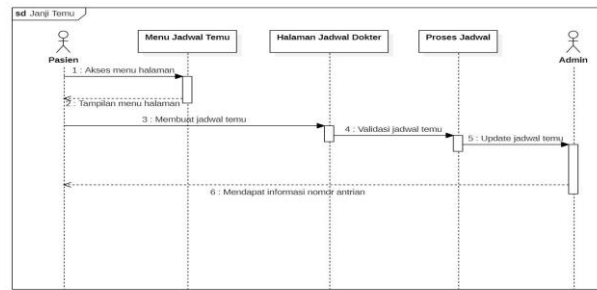 sd Janji Temu
Menu Jadwal Temu
Halaman Jadwal Dokter
Proses Jadwal
Pasien
Admin
1 : Akses menu halaman
2 : Tampilan menu halaman
3 : Membuat jadwal temu
4 : Validasi jadwal temu
5 : Update jadwal temu
6 : Mendapat informasi nomor antrian